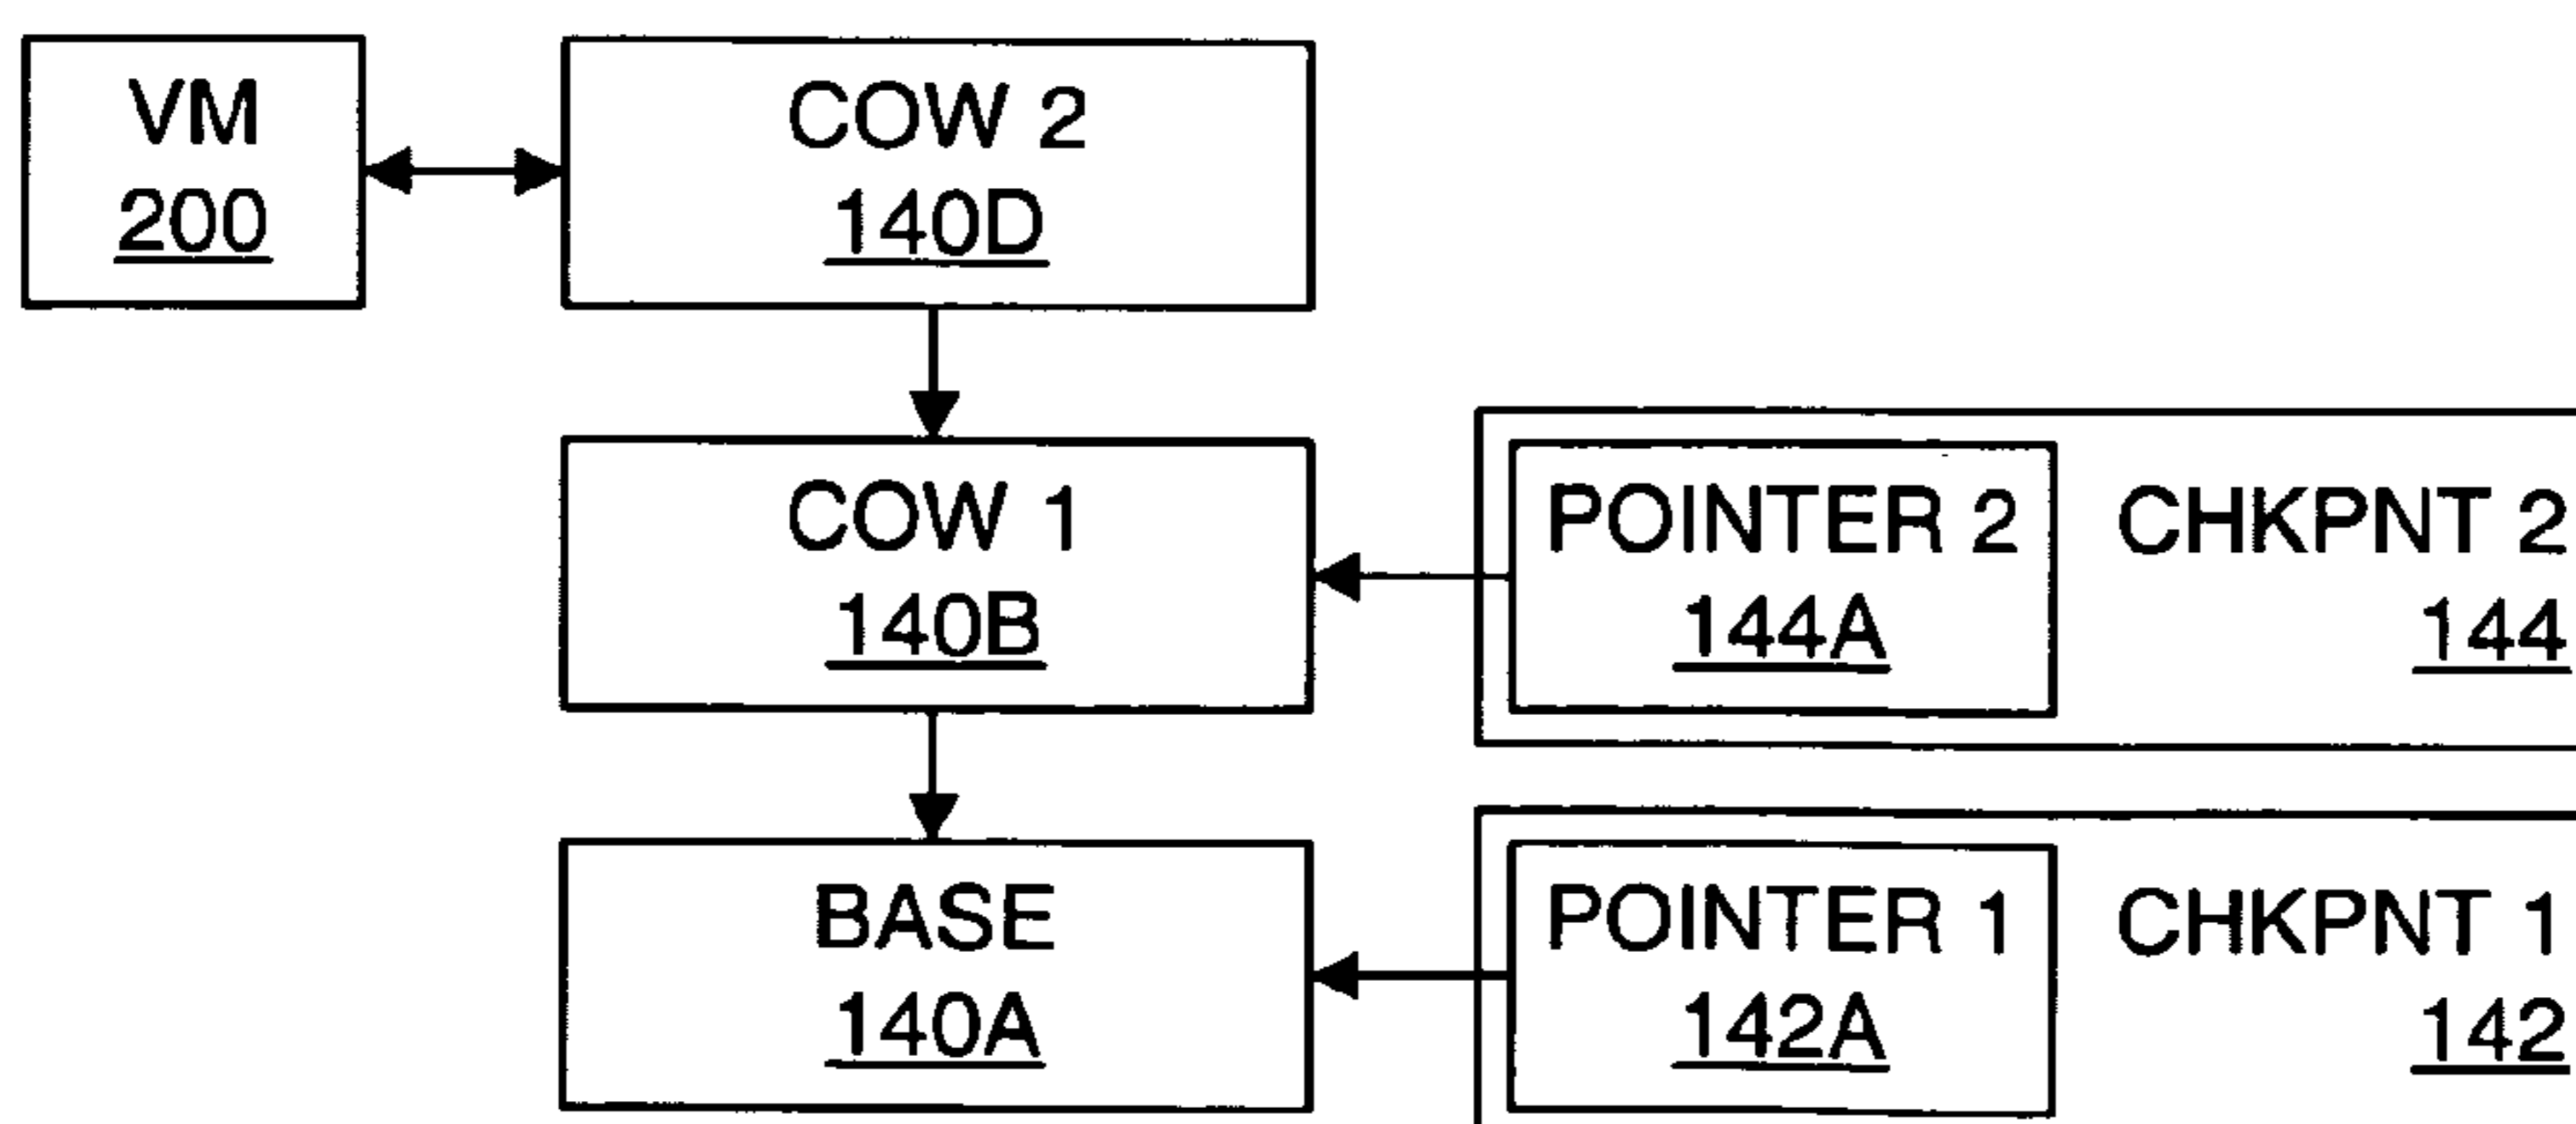 VM
200
COW 2
140D
COW 1
140B
POINTER 2
144A
CHKPNT 2
144
BASE
140A
POINTER 1
142A
CHKPNT 1
142